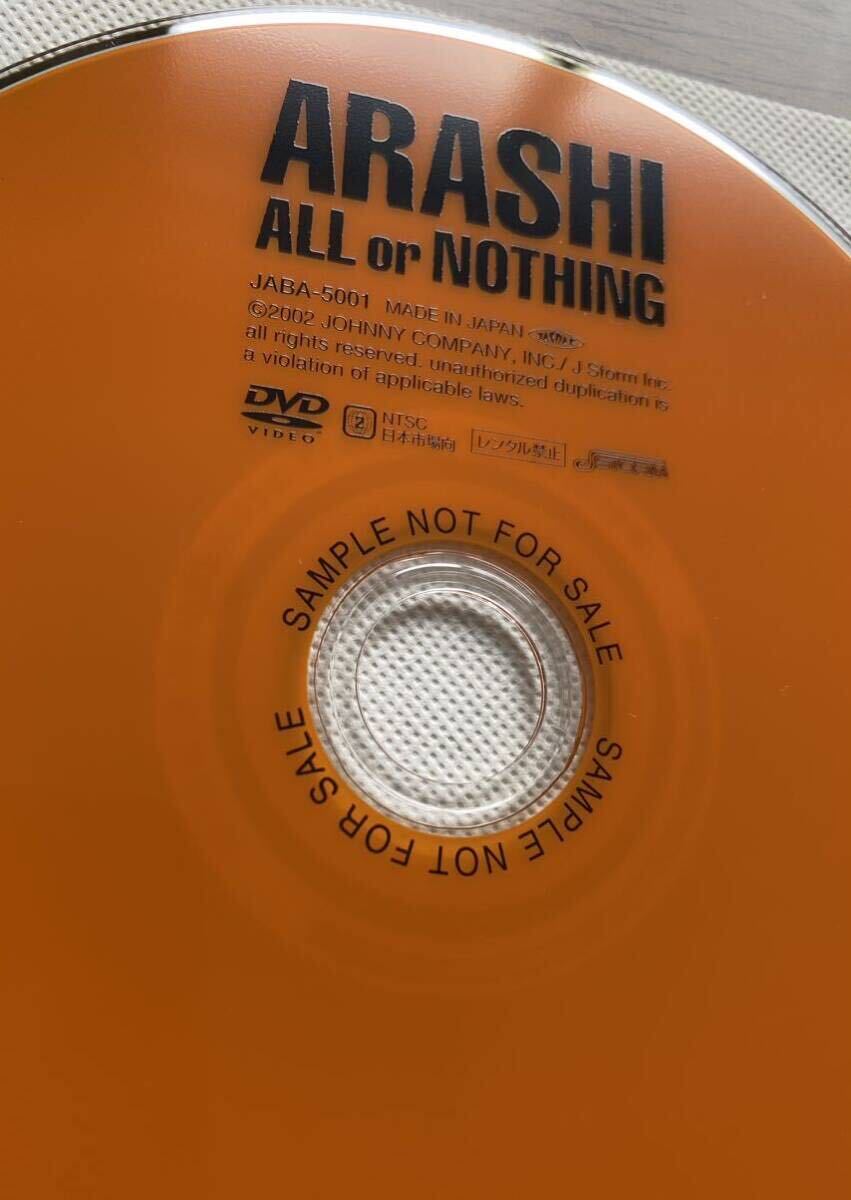 ARASHI
ALL or NOTHING
JABA-5001 MADE IN JAPAN JASRAC
©2002 JOHNNY COMPANY, INC./ J Storm Inc.
all rights reserved. unauthorized duplication is
a violation of applicable laws.
DVD
VIDEO
2
NTSC
日本市場向
レンタル禁止
J STORM
SAMPLE NOT FOR SALE
SAMPLE NOT FOR SALE